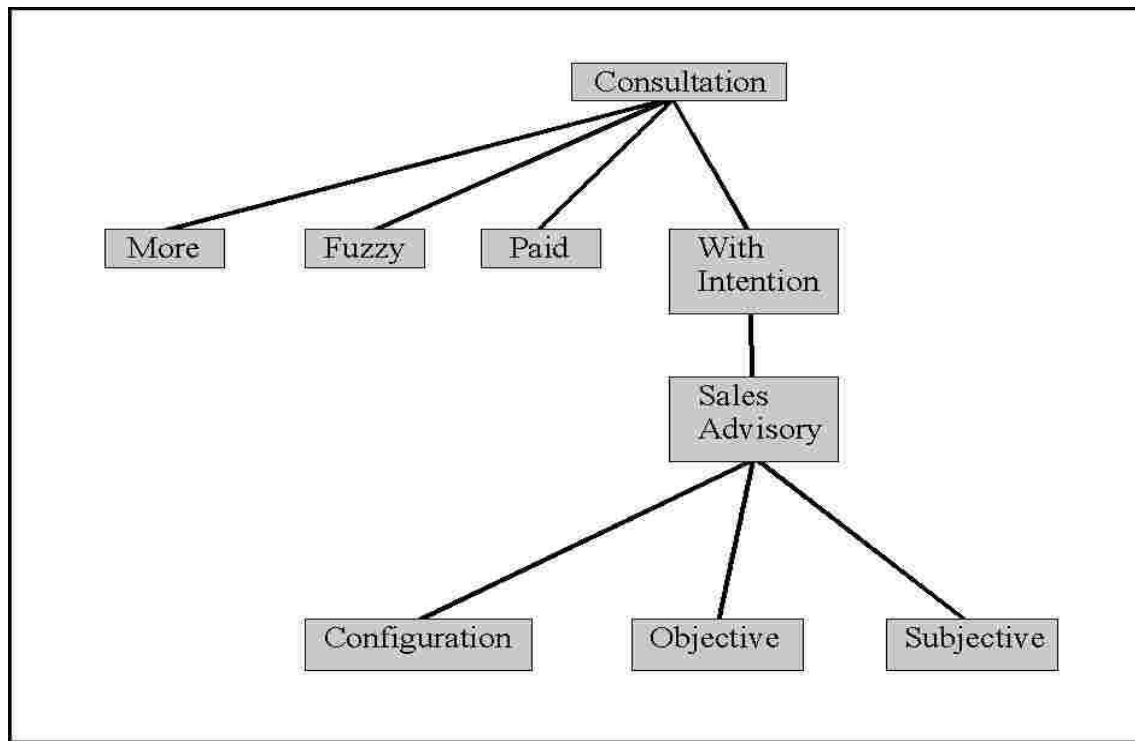 Consultation
More
Fuzzy
Paid
With
Intention
Sales
Advisory
Configuration
Objective
Subjective